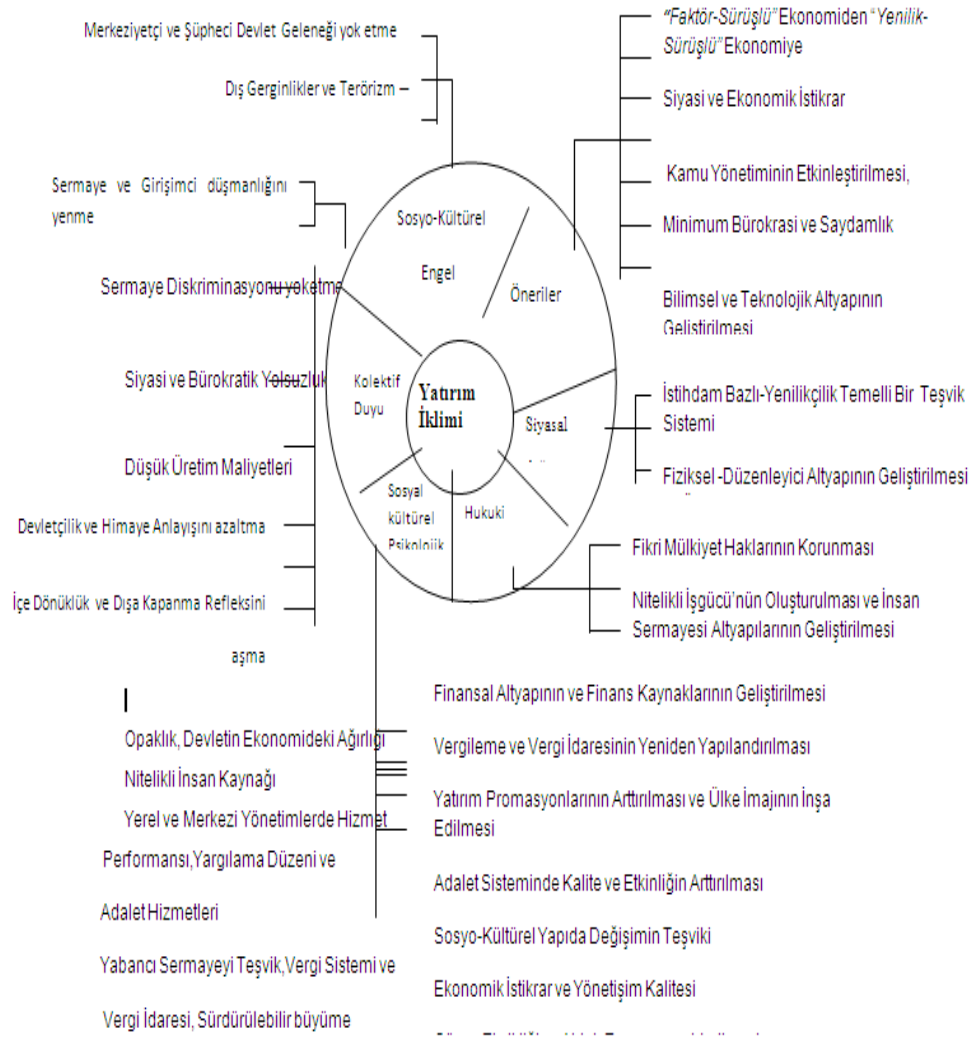 Merkeziyetçi ve Şüpheci Devlet Geleneği yok etme
Dış Gerginlikler ve Terörizm –
Sermaye ve Girişimci düşmanlığını
yenme
Sermaye Diskriminasyonu yoketme
Siyasi ve Bürokratik Yolsuzluk
Düşük Üretim Maliyetleri
Devletçilik ve Himaye Anlayışını azaltma
İçe Dönüklük ve Dışa Kapanma Refleksini
aşma
Opaklık, Devletin Ekonomideki Ağırlığı
Nitelikli İnsan Kaynağı
Yerel ve Merkezi Yönetimlerde Hizmet
Performansı,Yargılama Düzeni ve
Adalet Hizmetleri
Yabancı Sermayeyi Teşvik,Vergi Sistemi ve
Vergi İdaresi, Sürdürülebilir büyüme
Sosyo-Kültürel
Engel
Öneriler
Kolektif
Duyu
Yatırım
İklimi
Siyasal
Sosyal
kültürel
Psikolojik
Hukuki
"Faktör-Sürüşlü" Ekonomiden "Yenilik-
Sürüşlü" Ekonomiye
Siyasi ve Ekonomik İstikrar
Kamu Yönetiminin Etkinleştirilmesi,
Minimum Bürokrasi ve Saydamlık
Bilimsel ve Teknolojik Altyapının
Geliştirilmesi
İstihdam Bazlı-Yenilikçilik Temelli Bir Teşvik
Sistemi
Fiziksel -Düzenleyici Altyapının Geliştirilmesi
Fikri Mülkiyet Haklarının Korunması
Nitelikli İşgücü'nün Oluşturulması ve İnsan
Sermayesi Altyapılarının Geliştirilmesi
Finansal Altyapının ve Finans Kaynaklarının Geliştirilmesi
Vergileme ve Vergi İdaresinin Yeniden Yapılandırılması
Yatırım Promasyonlarının Arttırılması ve Ülke İmajının İnşa
Edilmesi
Adalet Sisteminde Kalite ve Etkinliğin Arttırılması
Sosyo-Kültürel Yapıda Değişimin Teşviki
Ekonomik İstikrar ve Yönetişim Kalitesi